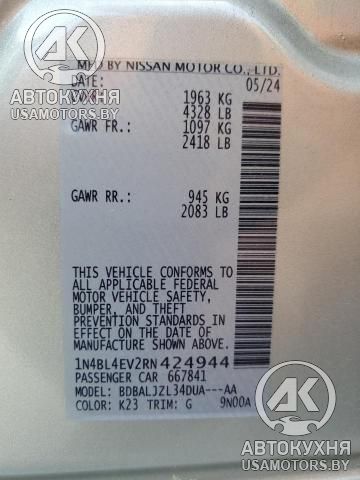 MFD BY NISSAN MOTOR CO., LTD.
DATE: 05/24
1963 KG
4328 LB
GAWR FR.: 1097 KG
2418 LB
GAWR RR.: 945 KG
2083 LB
THIS VEHICLE CONFORMS TO
ALL APPLICABLE FEDERAL
MOTOR VEHICLE SAFETY,
BUMPER, AND THEFT
PREVENTION STANDARDS IN
EFFECT ON THE DATE OF
MANUFACTURE SHOWN ABOVE.
1N4BL4EV2RN424944
PASSENGER CAR 667841
MODEL: BDBALJZL34DUA---AA
COLOR: K23 TRIM: G 9N00A
АВТОКУХНЯ
USAMOTORS.BY
АВТОКУХНЯ
USAMOTORS.BY
АВТОКУХНЯ
USAMOTORS.BY